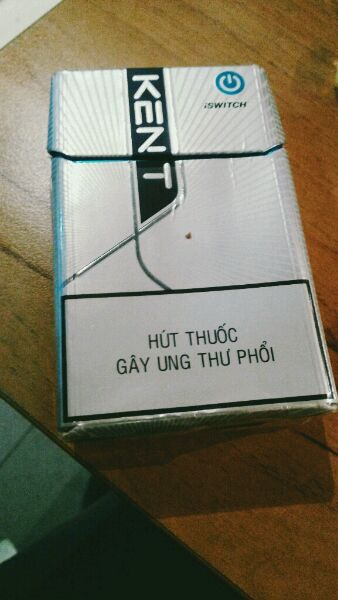 KENT
iSWITCH
HÚT THUỐC
GÂY UNG THƯ PHỔI